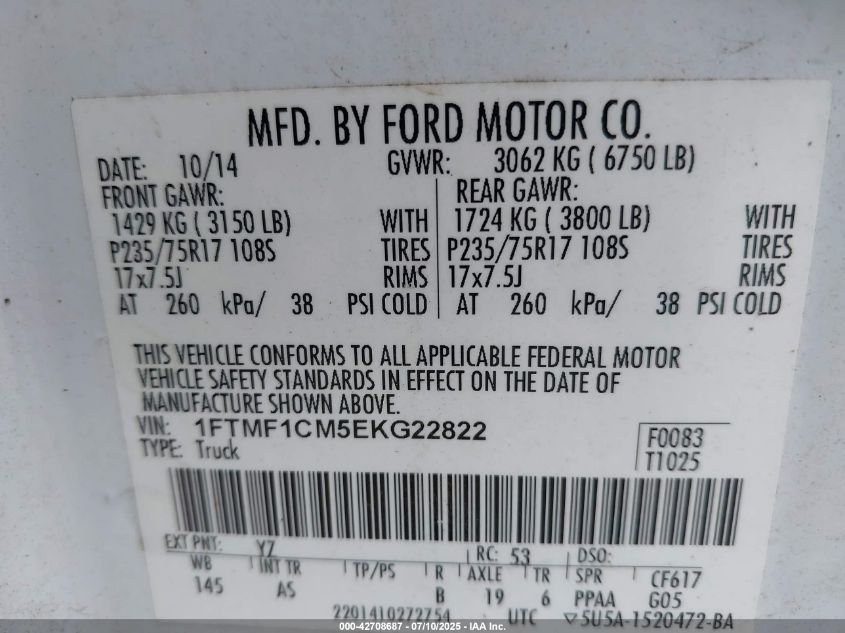 MFD. BY FORD MOTOR CO.
DATE: 10/14 GVWR: 3062 KG ( 6750 LB)
FRONT GAWR: REAR GAWR:
1429 KG ( 3150 LB) WITH 1724 KG ( 3800 LB) WITH
P235/75R17 108S TIRES P235/75R17 108S TIRES
17x7.5J RIMS 17x7.5J RIMS
AT 260 kPa/ 38 PSI COLD AT 260 kPa/ 38 PSI COLD
THIS VEHICLE CONFORMS TO ALL APPLICABLE FEDERAL MOTOR
VEHICLE SAFETY STANDARDS IN EFFECT ON THE DATE OF
MANUFACTURE SHOWN ABOVE.
VIN: 1FTMF1CM5EKG22822 F0083
TYPE: Truck T1025
EXT PNT: YZ RC: 53 DSO:
WB INT TR TP/PS R AXLE TR SPR CF617
145 AS B 19 6 PPAA G05
2201410272754 UTC ▽5U5A-1520472-BA
000-42708687 - 07/10/2025 - IAA Inc.